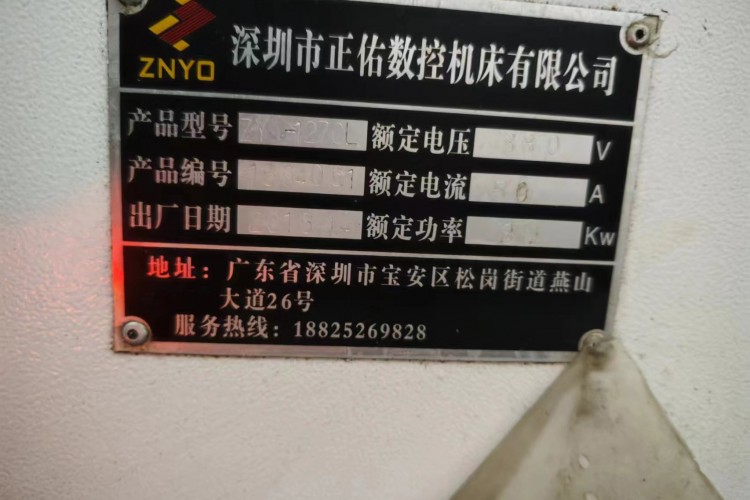 ZNYO
深圳市正佑数控机床有限公司
产品型号 额定电压 V
产品编号 额定电流 A
出厂日期 额定功率 Kw
地址：广东省深圳市宝安区松岗街道燕山
大道26号
服务热线：18825269828